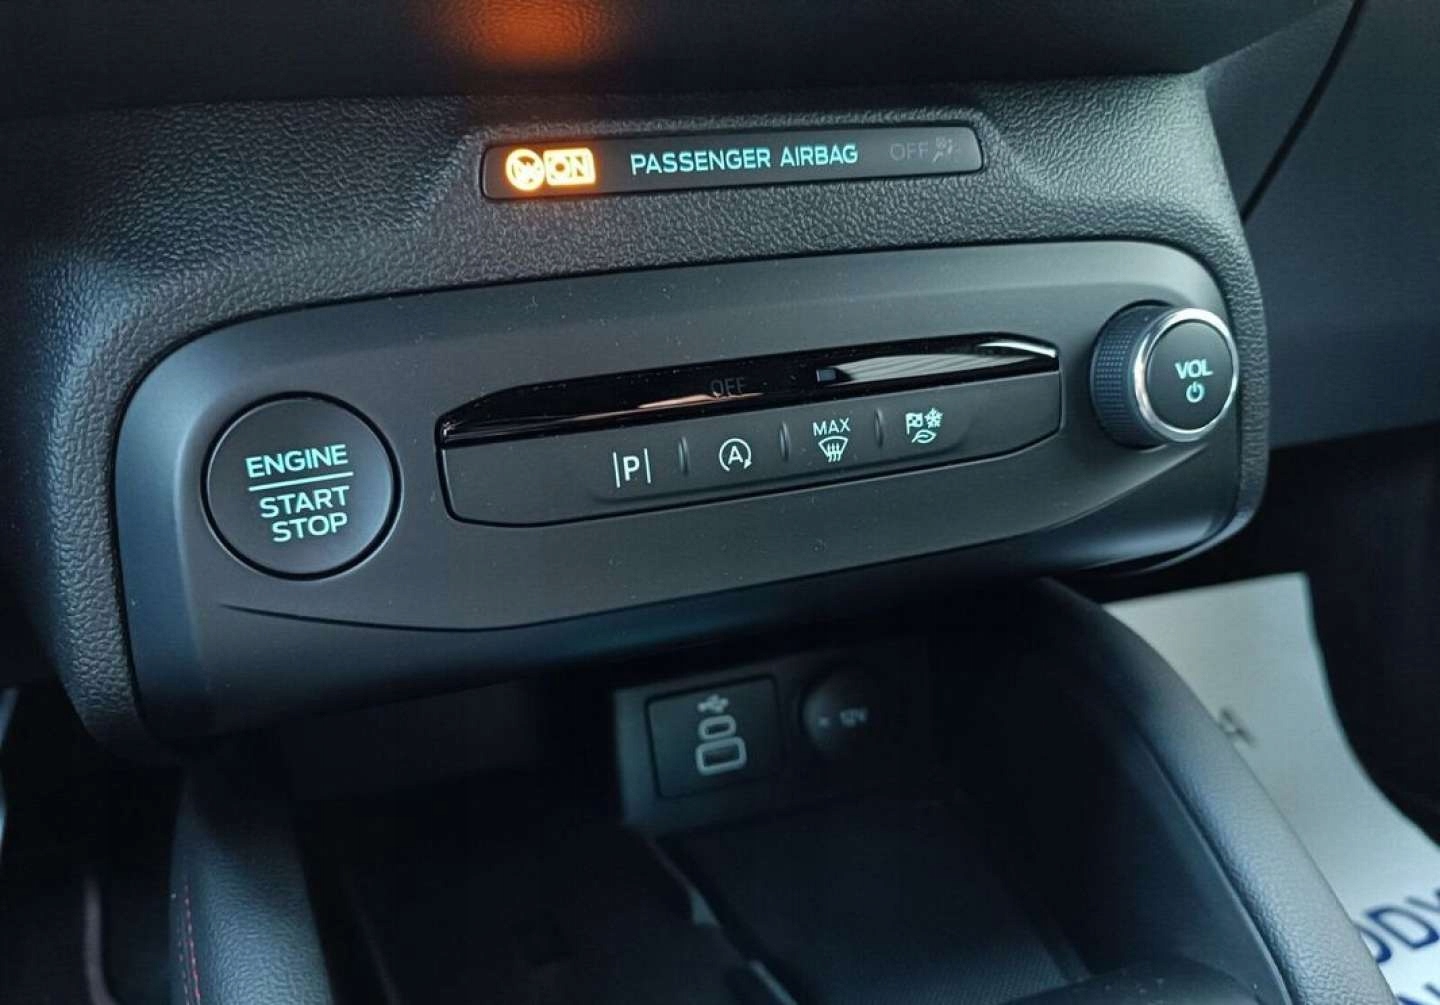 ON PASSENGER AIRBAG OFF
OFF
VOL
ENGINE
START
STOP
|P|
A
MAX
12V